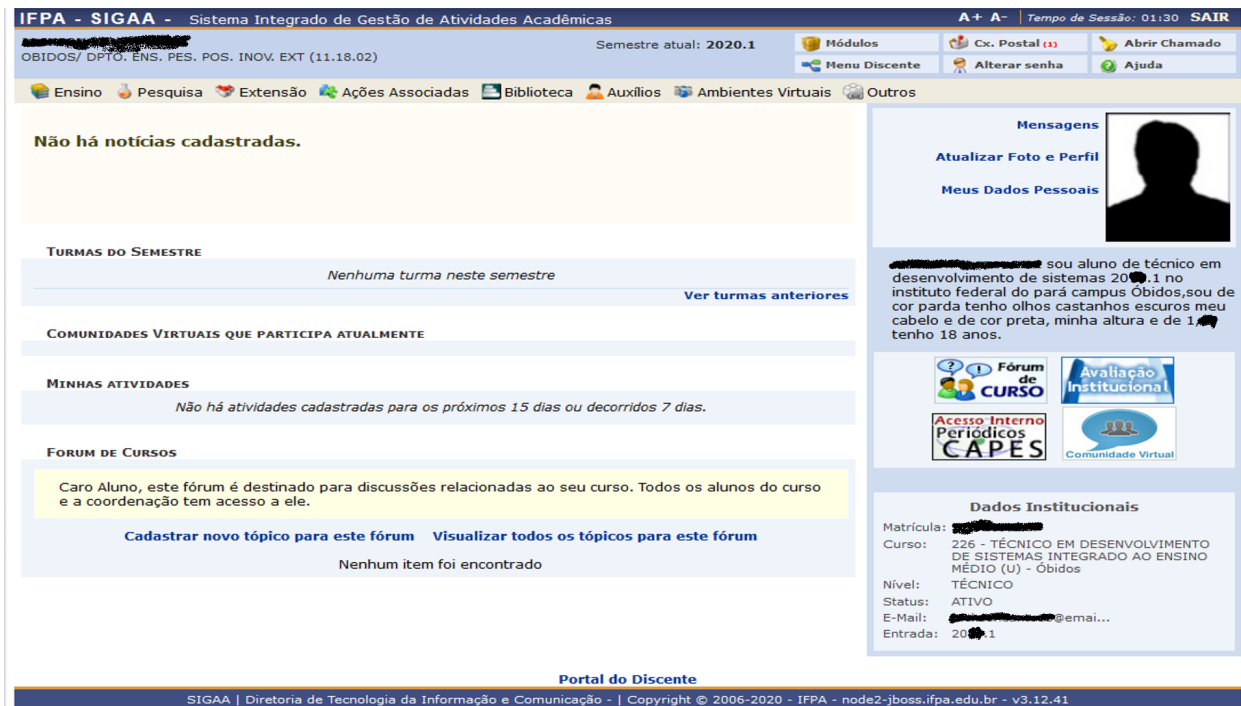 IFPA - SIGAA - Sistema Integrado de Gestão de Atividades Acadêmicas
A+ A- Tempo de Sessão: 01:30 SAIR
OBIDOS/ DPTO. ENS. PES. POS. INOV. EXT (11.18.02)
Semestre atual: 2020.1
Módulos Cx. Postal (1) Abrir Chamado
Menu Discente Alterar senha Ajuda
Ensino Pesquisa Extensão Ações Associadas Biblioteca Auxílios Ambientes Virtuais Outros
Não há notícias cadastradas.
TURMAS DO SEMESTRE
Nenhuma turma neste semestre
Ver turmas anteriores
COMUNIDADES VIRTUAIS QUE PARTICIPA ATUALMENTE
MINHAS ATIVIDADES
Não há atividades cadastradas para os próximos 15 dias ou decorridos 7 dias.
FORUM DE CURSOS
Caro Aluno, este fórum é destinado para discussões relacionadas ao seu curso. Todos os alunos do curso
e a coordenação tem acesso a ele.
Cadastrar novo tópico para este fórum Visualizar todos os tópicos para este fórum
Nenhum item foi encontrado
Mensagens
Atualizar Foto e Perfil
Meus Dados Pessoais
sou aluno de técnico em
desenvolvimento de sistemas 20 .1 no
instituto federal do pará campus Óbidos,sou de
cor parda tenho olhos castanhos escuros meu
cabelo e de cor preta, minha altura e de 1,
tenho 18 anos.
Fórum
de
CURSO
Avaliação
Institucional
Acesso Interno
Periódicos
CAPES
Comunidade Virtual
Dados Institucionais
Matrícula:
Curso: 226 - TÉCNICO EM DESENVOLVIMENTO
DE SISTEMAS INTEGRADO AO ENSINO
MÉDIO (U) - Óbidos
Nível: TÉCNICO
Status: ATIVO
E-Mail: @emai...
Entrada: 20 .1
Portal do Discente
SIGAA | Diretoria de Tecnologia da Informação e Comunicação - | Copyright © 2006-2020 - IFPA - node2-jboss.ifpa.edu.br - v3.12.41